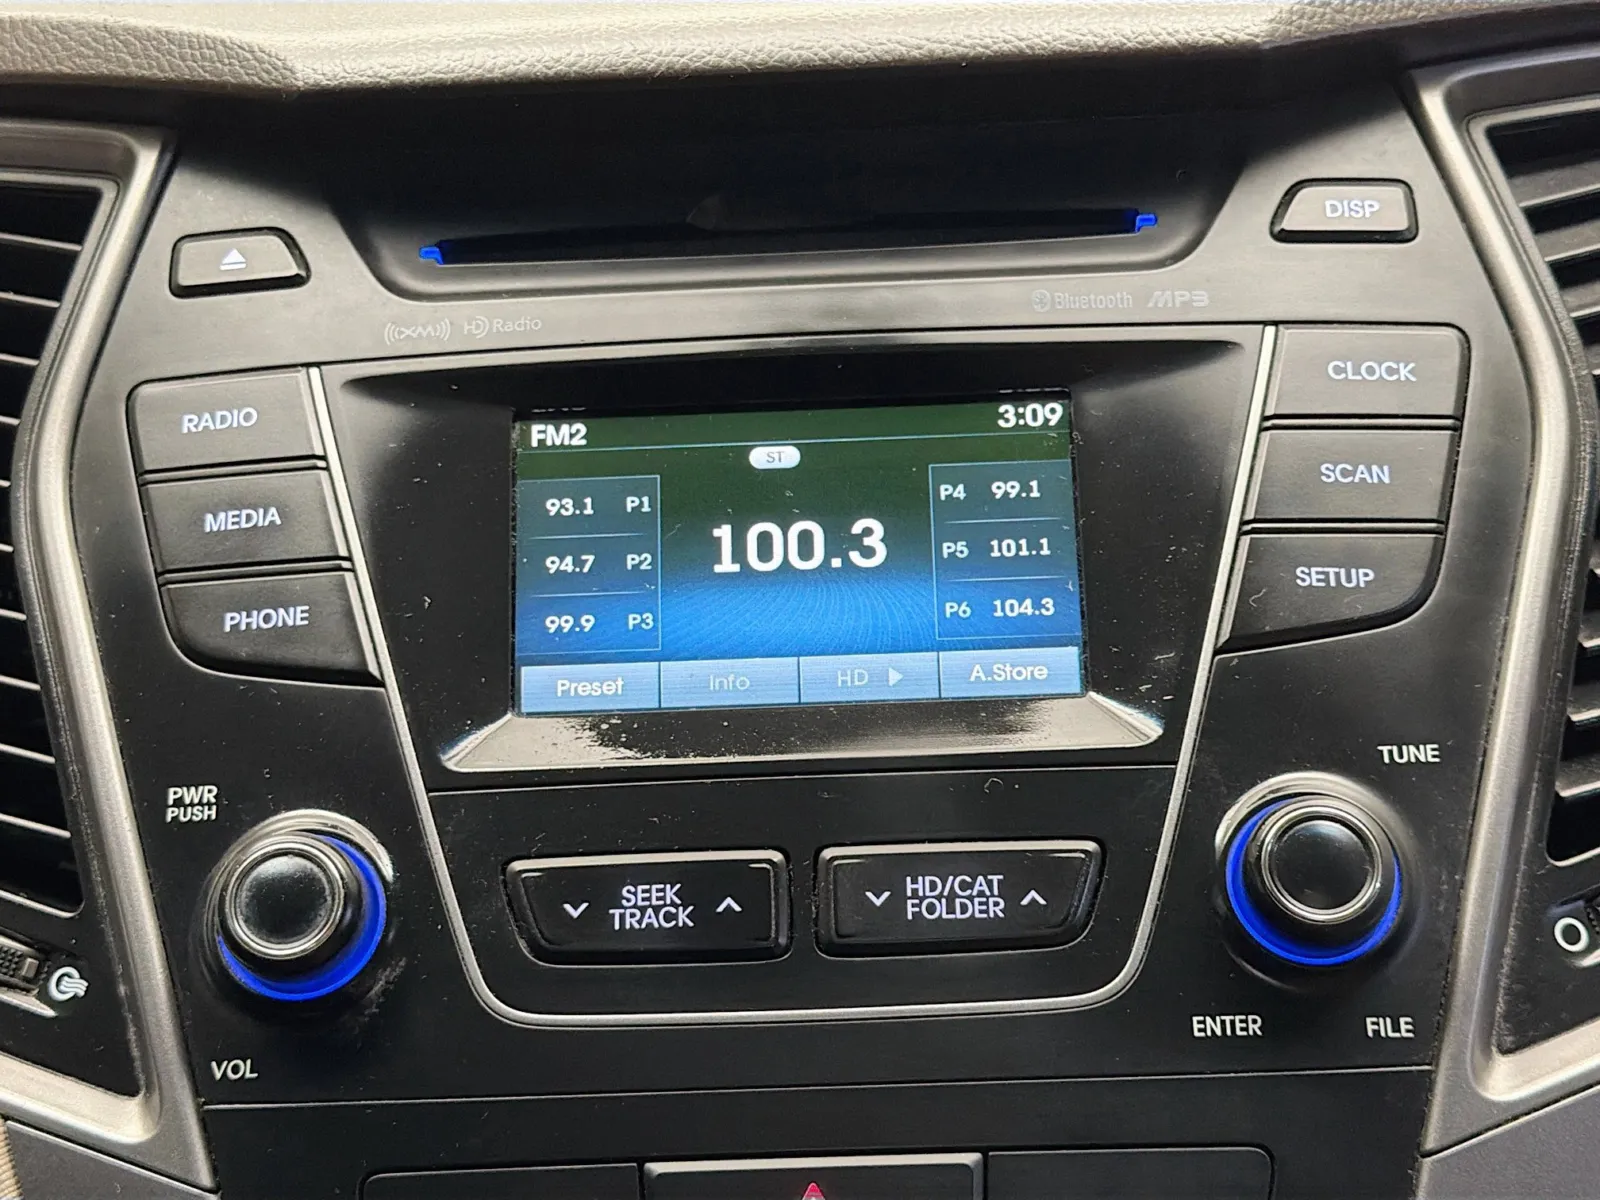 DISP
Bluetooth MP3
((XM)) HD Radio
RADIO
MEDIA
PHONE
CLOCK
SCAN
SETUP
FM2
3:09
ST
93.1 P1
94.7 P2
99.9 P3
100.3
P4 99.1
P5 101.1
P6 104.3
Preset
Info
HD
A.Store
PWR
PUSH
VOL
SEEK
TRACK
HD/CAT
FOLDER
TUNE
ENTER
FILE